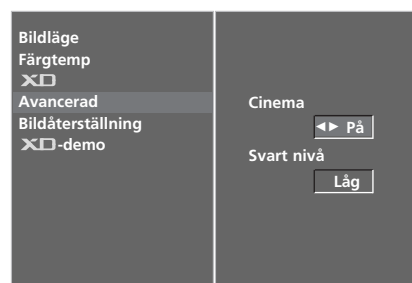 Bildläge
Färgtemp
XD
Avancerad
Bildåterställning
XD-demo
Cinema
◄► På
Svart nivå
Låg